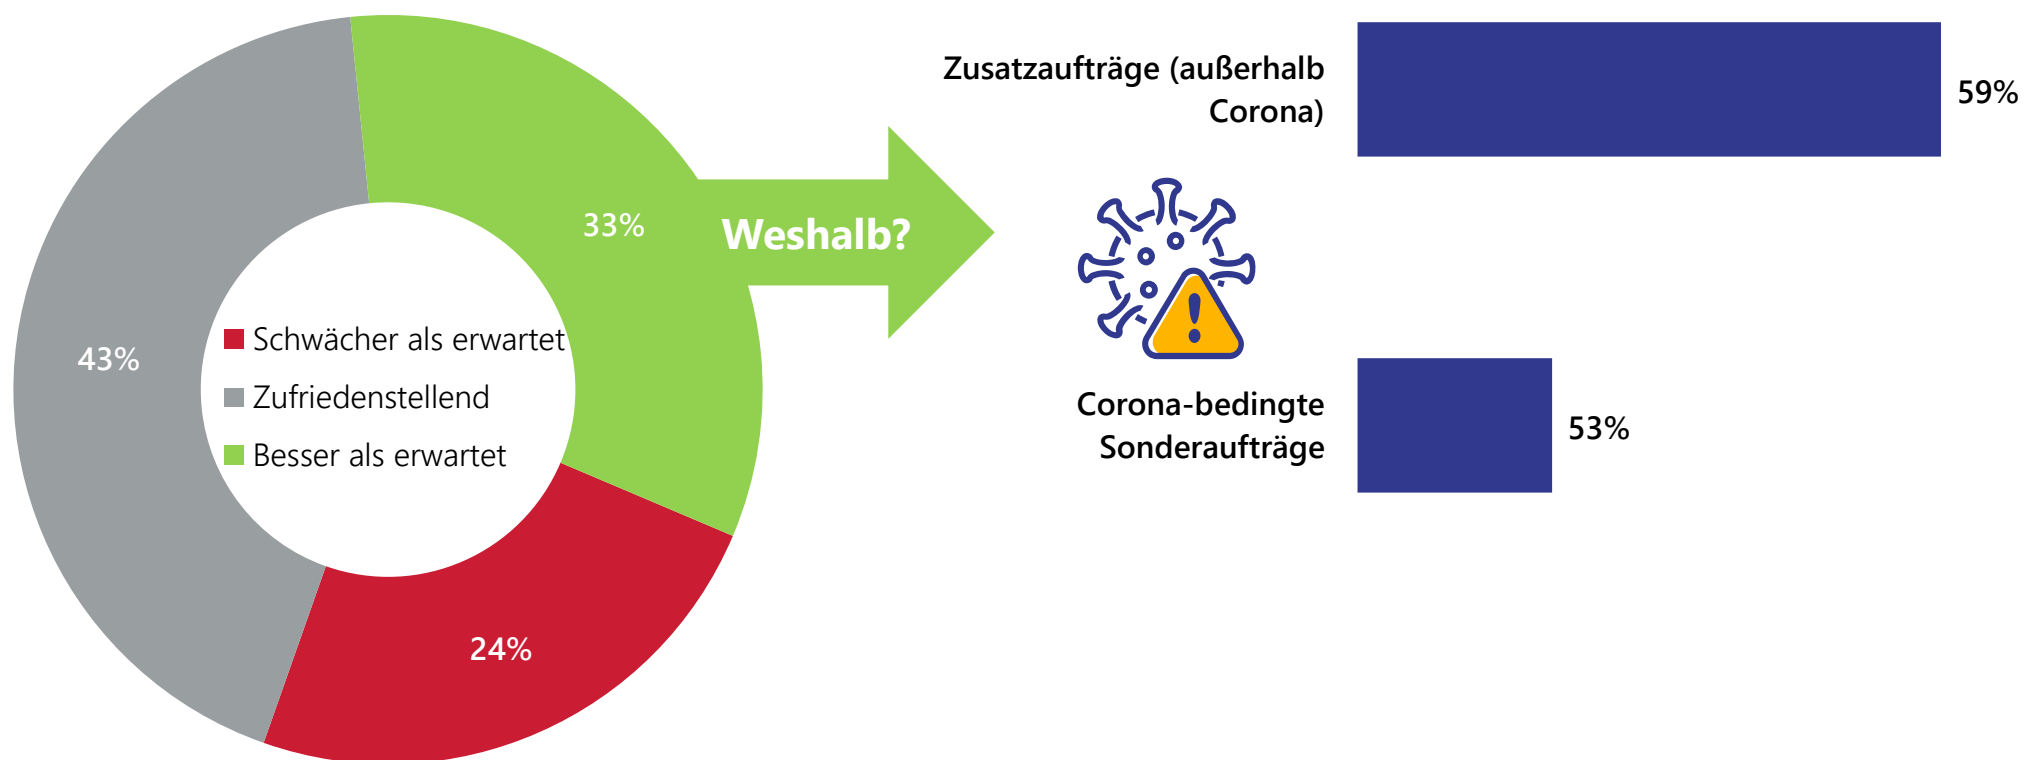 33%
43%
24%
Schwächer als erwartet
Zufriedenstellend
Besser als erwartet
Weshalb?
Zusatzaufträge (außerhalb
Corona)
59%
Corona-bedingte
Sonderaufträge
53%